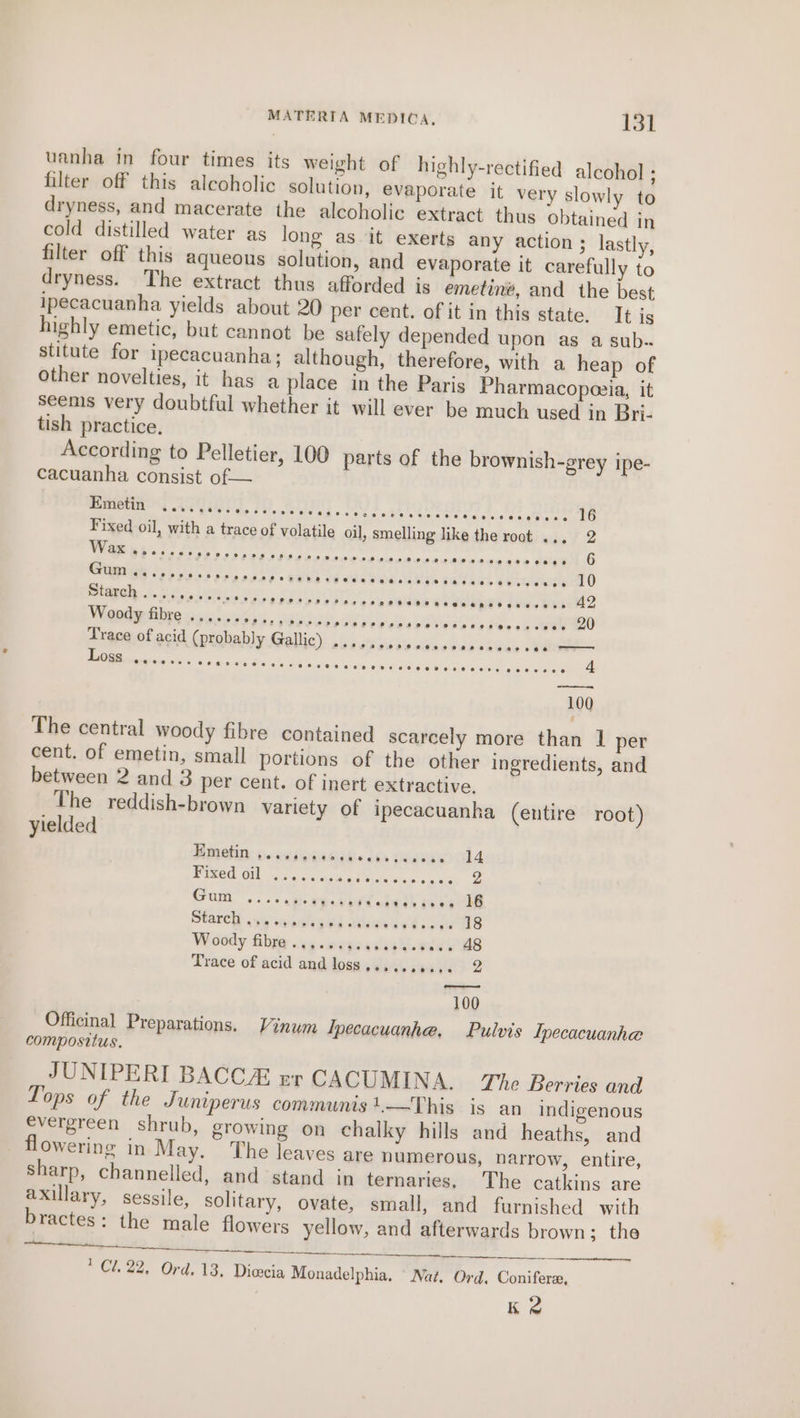 MATERIA MEDICA. 131
uanha in four times its weight of highly-rectified alcohol;
filter off this alcoholic solution, evaporate it very slowly to
dryness, and macerate the alcoholic extract thus obtained in
cold distilled water as long as it exerts any action; lastly,
filter off this aqueous solution, and evaporate it carefully to
dryness. The extract thus afforded is emetine, and the best
ipecacuanha yields about 20 per cent. of it in this state. It is
highly emetic, but cannot be safely depended upon as a sub-
stitute for ipecacuanha; although, therefore, with a heap of
other novelties, it has a place in the Paris Pharmacopœia, it
seems very doubtful whether it will ever be much used in Bri-
tish practice.
According to Pelletier, 100 parts of the brownish-grey ipe-
cacuanha consist of—
Emetin .......... 16
Fixed oil, with a trace of volatile oil, smelling like the root ... 2
Wax .......... 6
Gum .......... 10
Starch .......... 42
Woody fibre .......... 20
Trace of acid (probably Gallic) .......... —
Loss .......... 4
100
The central woody fibre contained scarcely more than 1 per
cent. of emetin, small portions of the other ingredients, and
between 2 and 3 per cent. of inert extractive.
The reddish-brown variety of ipecacuanha (entire root)
yielded
Emetin .......... 14
Fixed oil .......... 2
Gum .......... 16
Starch .......... 18
Woody fibre .......... 48
Trace of acid and loss .......... 2
100
Officinal Preparations. Vinum Ipecacuanhæ, Pulvis Ipecacuanhæ
compositus.
JUNIPERI BACCÆ ET CACUMINA. The Berries and
Tops of the Juniperus communis ¹.—This is an indigenous
evergreen shrub, growing on chalky hills and heaths, and
flowering in May. The leaves are numerous, narrow, entire,
sharp, channelled, and stand in ternaries. The catkins are
axillary, sessile, solitary, ovate, small, and furnished with
bractes: the male flowers yellow, and afterwards brown; the
¹ Cl. 22, Ord. 13, Diœcia Monadelphia. Nat. Ord. Coniferæ.
K 2